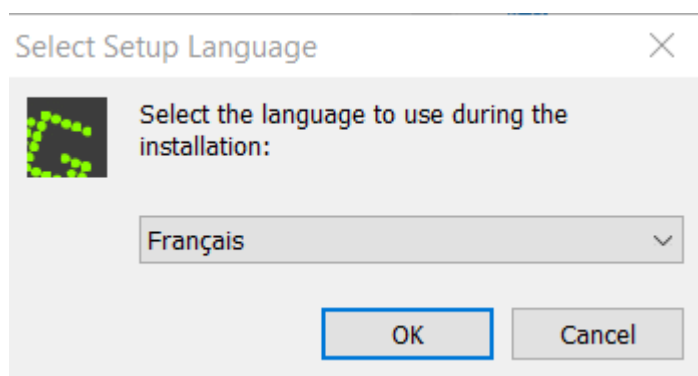 Select Setup Language
Select the language to use during the
installation:
Français
OK
Cancel